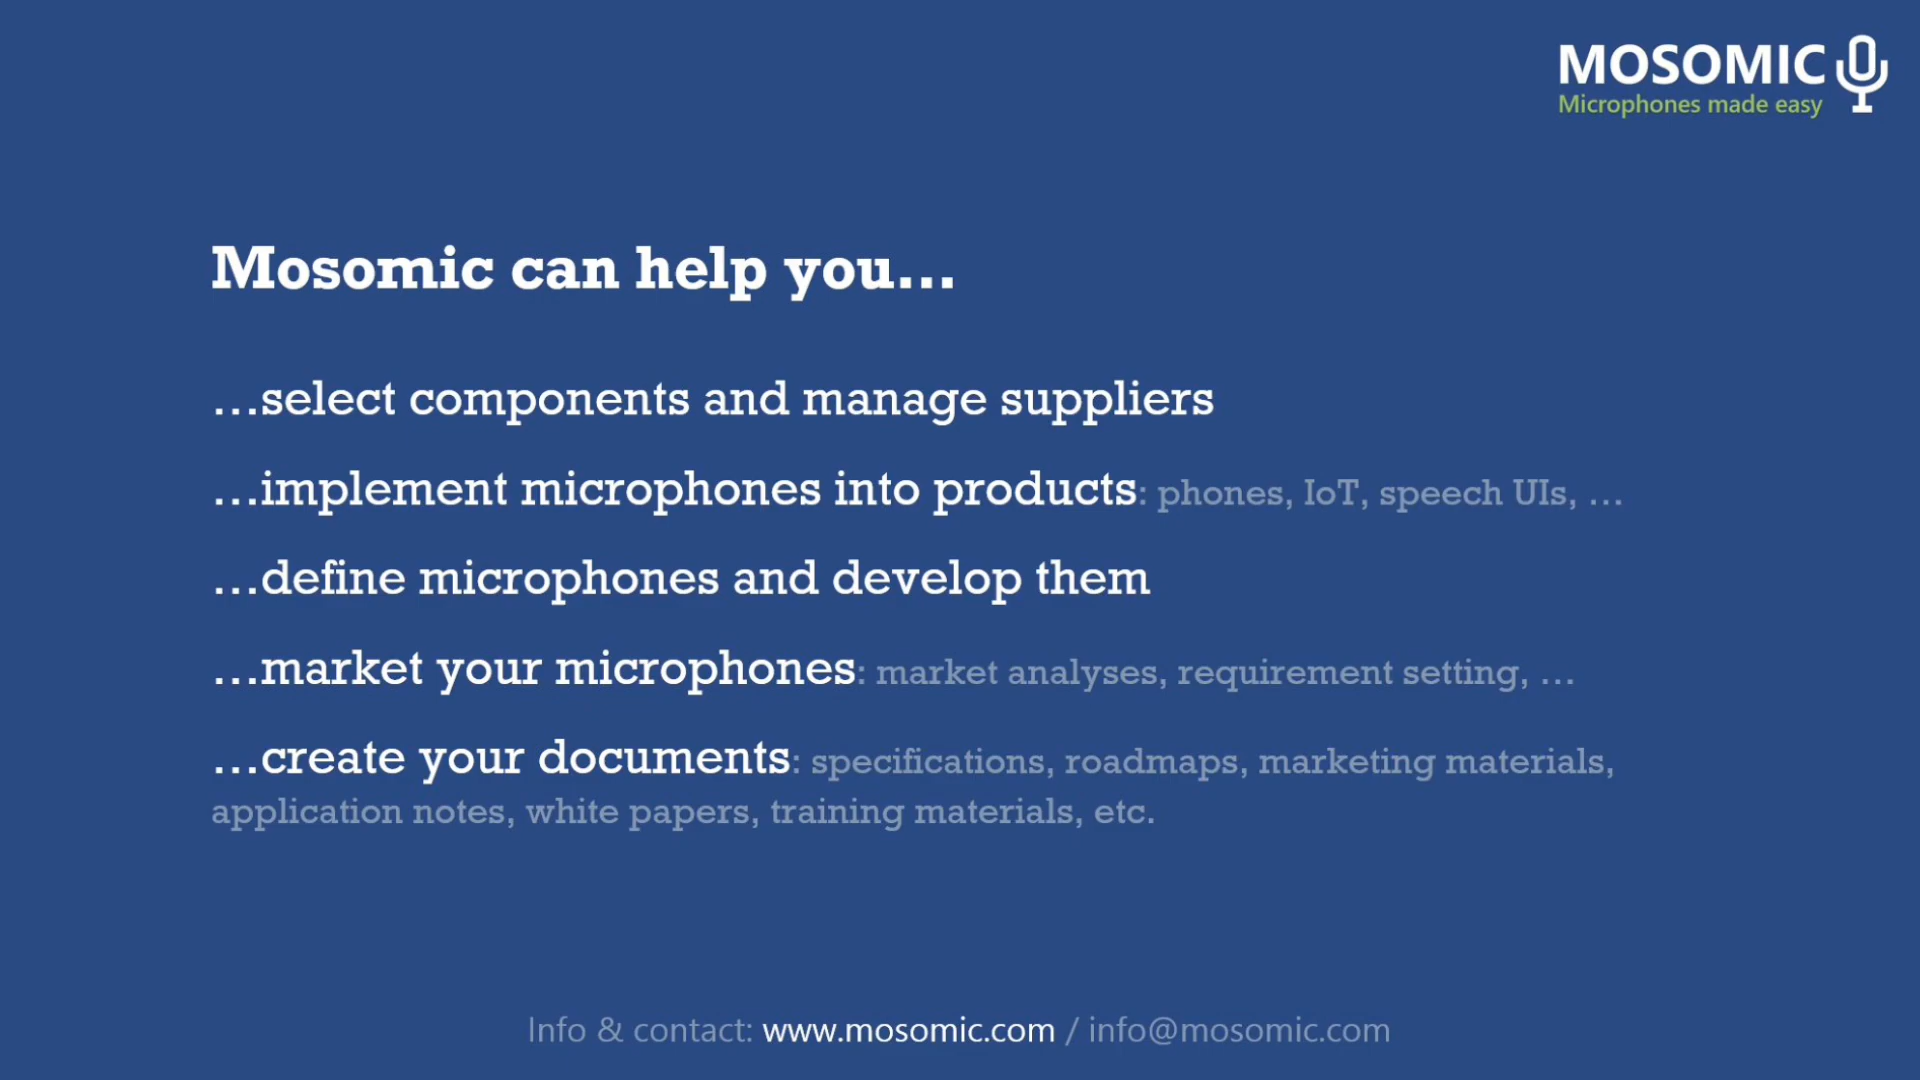 MOSOMIC
Microphones made easy
Mosomic can help you...
...select components and manage suppliers
...implement microphones into products: phones, IoT, speech UIs, ...
...define microphones and develop them
...market your microphones: market analyses, requirement setting, ...
...create your documents: specifications, roadmaps, marketing materials,
application notes, white papers, training materials, etc.
Info & contact: www.mosomic.com / info@mosomic.com